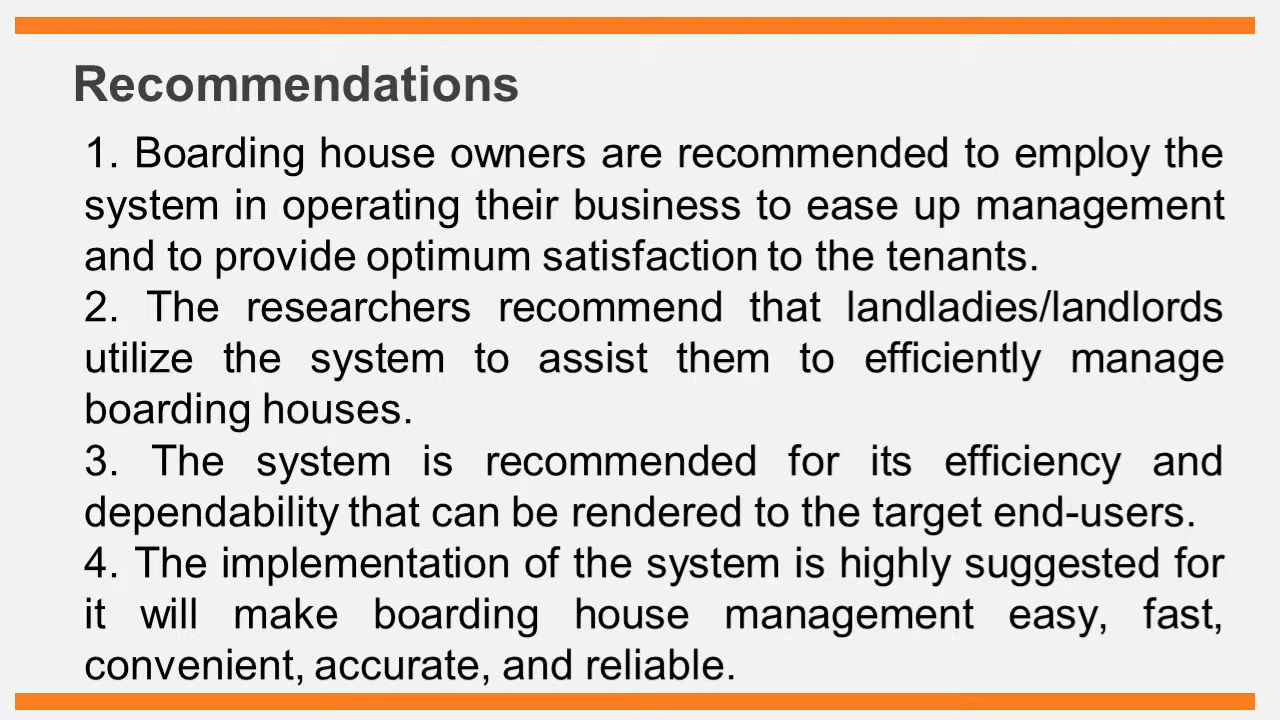 Recommendations
1. Boarding house owners are recommended to employ the
system in operating their business to ease up management
and to provide optimum satisfaction to the tenants.
2. The researchers recommend that landladies/landlords
utilize the system to assist them to efficiently manage
boarding houses.
3. The system is recommended for its efficiency and
dependability that can be rendered to the target end-users.
4. The implementation of the system is highly suggested for
it will make boarding house management easy, fast,
convenient, accurate, and reliable.